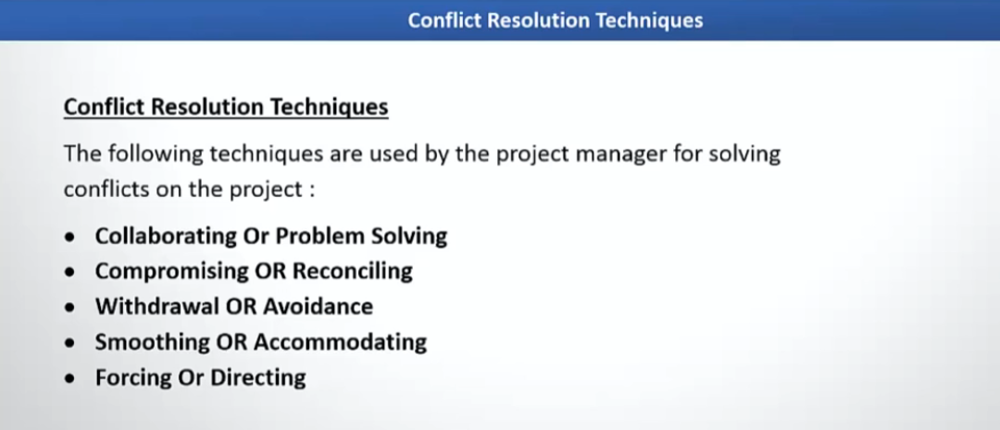 Conflict Resolution Techniques
Conflict Resolution Techniques
The following techniques are used by the project manager for solving
conflicts on the project :
• Collaborating Or Problem Solving
• Compromising OR Reconciling
• Withdrawal OR Avoidance
• Smoothing OR Accommodating
• Forcing Or Directing